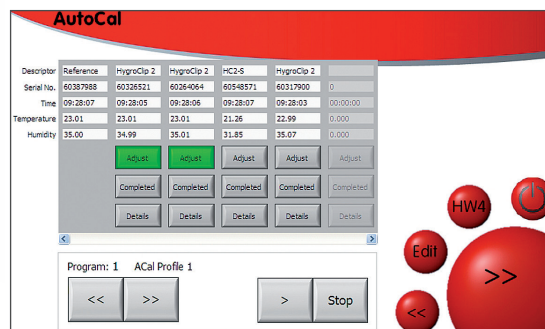 AutoCal
Descriptor Reference HygroClip 2 HygroClip 2 HC2-S HygroClip 2
Serial No. 60387988 60326521 60264064 60548571 60317900 0
Time 09:28:07 09:28:05 09:28:06 09:28:07 09:28:03 00:00:00
Temperature 23.01 23.01 23.01 21.26 22.99 0.000
Humidity 35.00 34.99 35.01 31.85 35.07 0.000
Adjust Adjust Adjust Adjust Adjust
Completed Completed Completed Completed Completed
Details Details Details Details Details
HW4
Edit
Program: 1 ACal Profile 1
>>
<< >> > Stop
<<